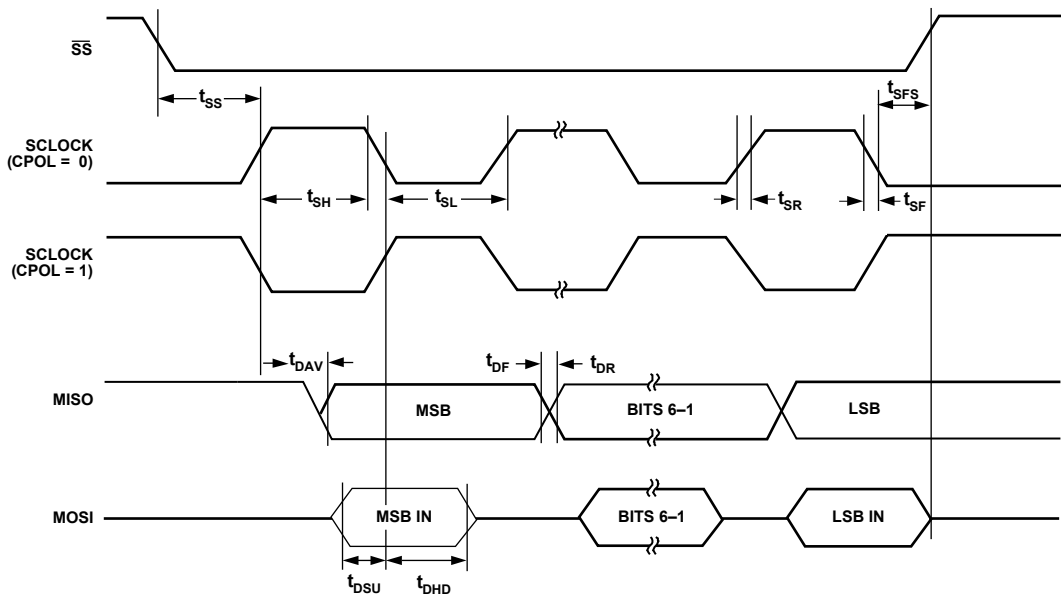 SS
tSS
tSFS
SCLOCK
(CPOL = 0)
tSH
tSL
tSR
tSF
SCLOCK
(CPOL = 1)
tDAV
tDF
tDR
MISO
MSB
BITS 6–1
LSB
MOSI
MSB IN
BITS 6–1
LSB IN
tDSU
tDHD